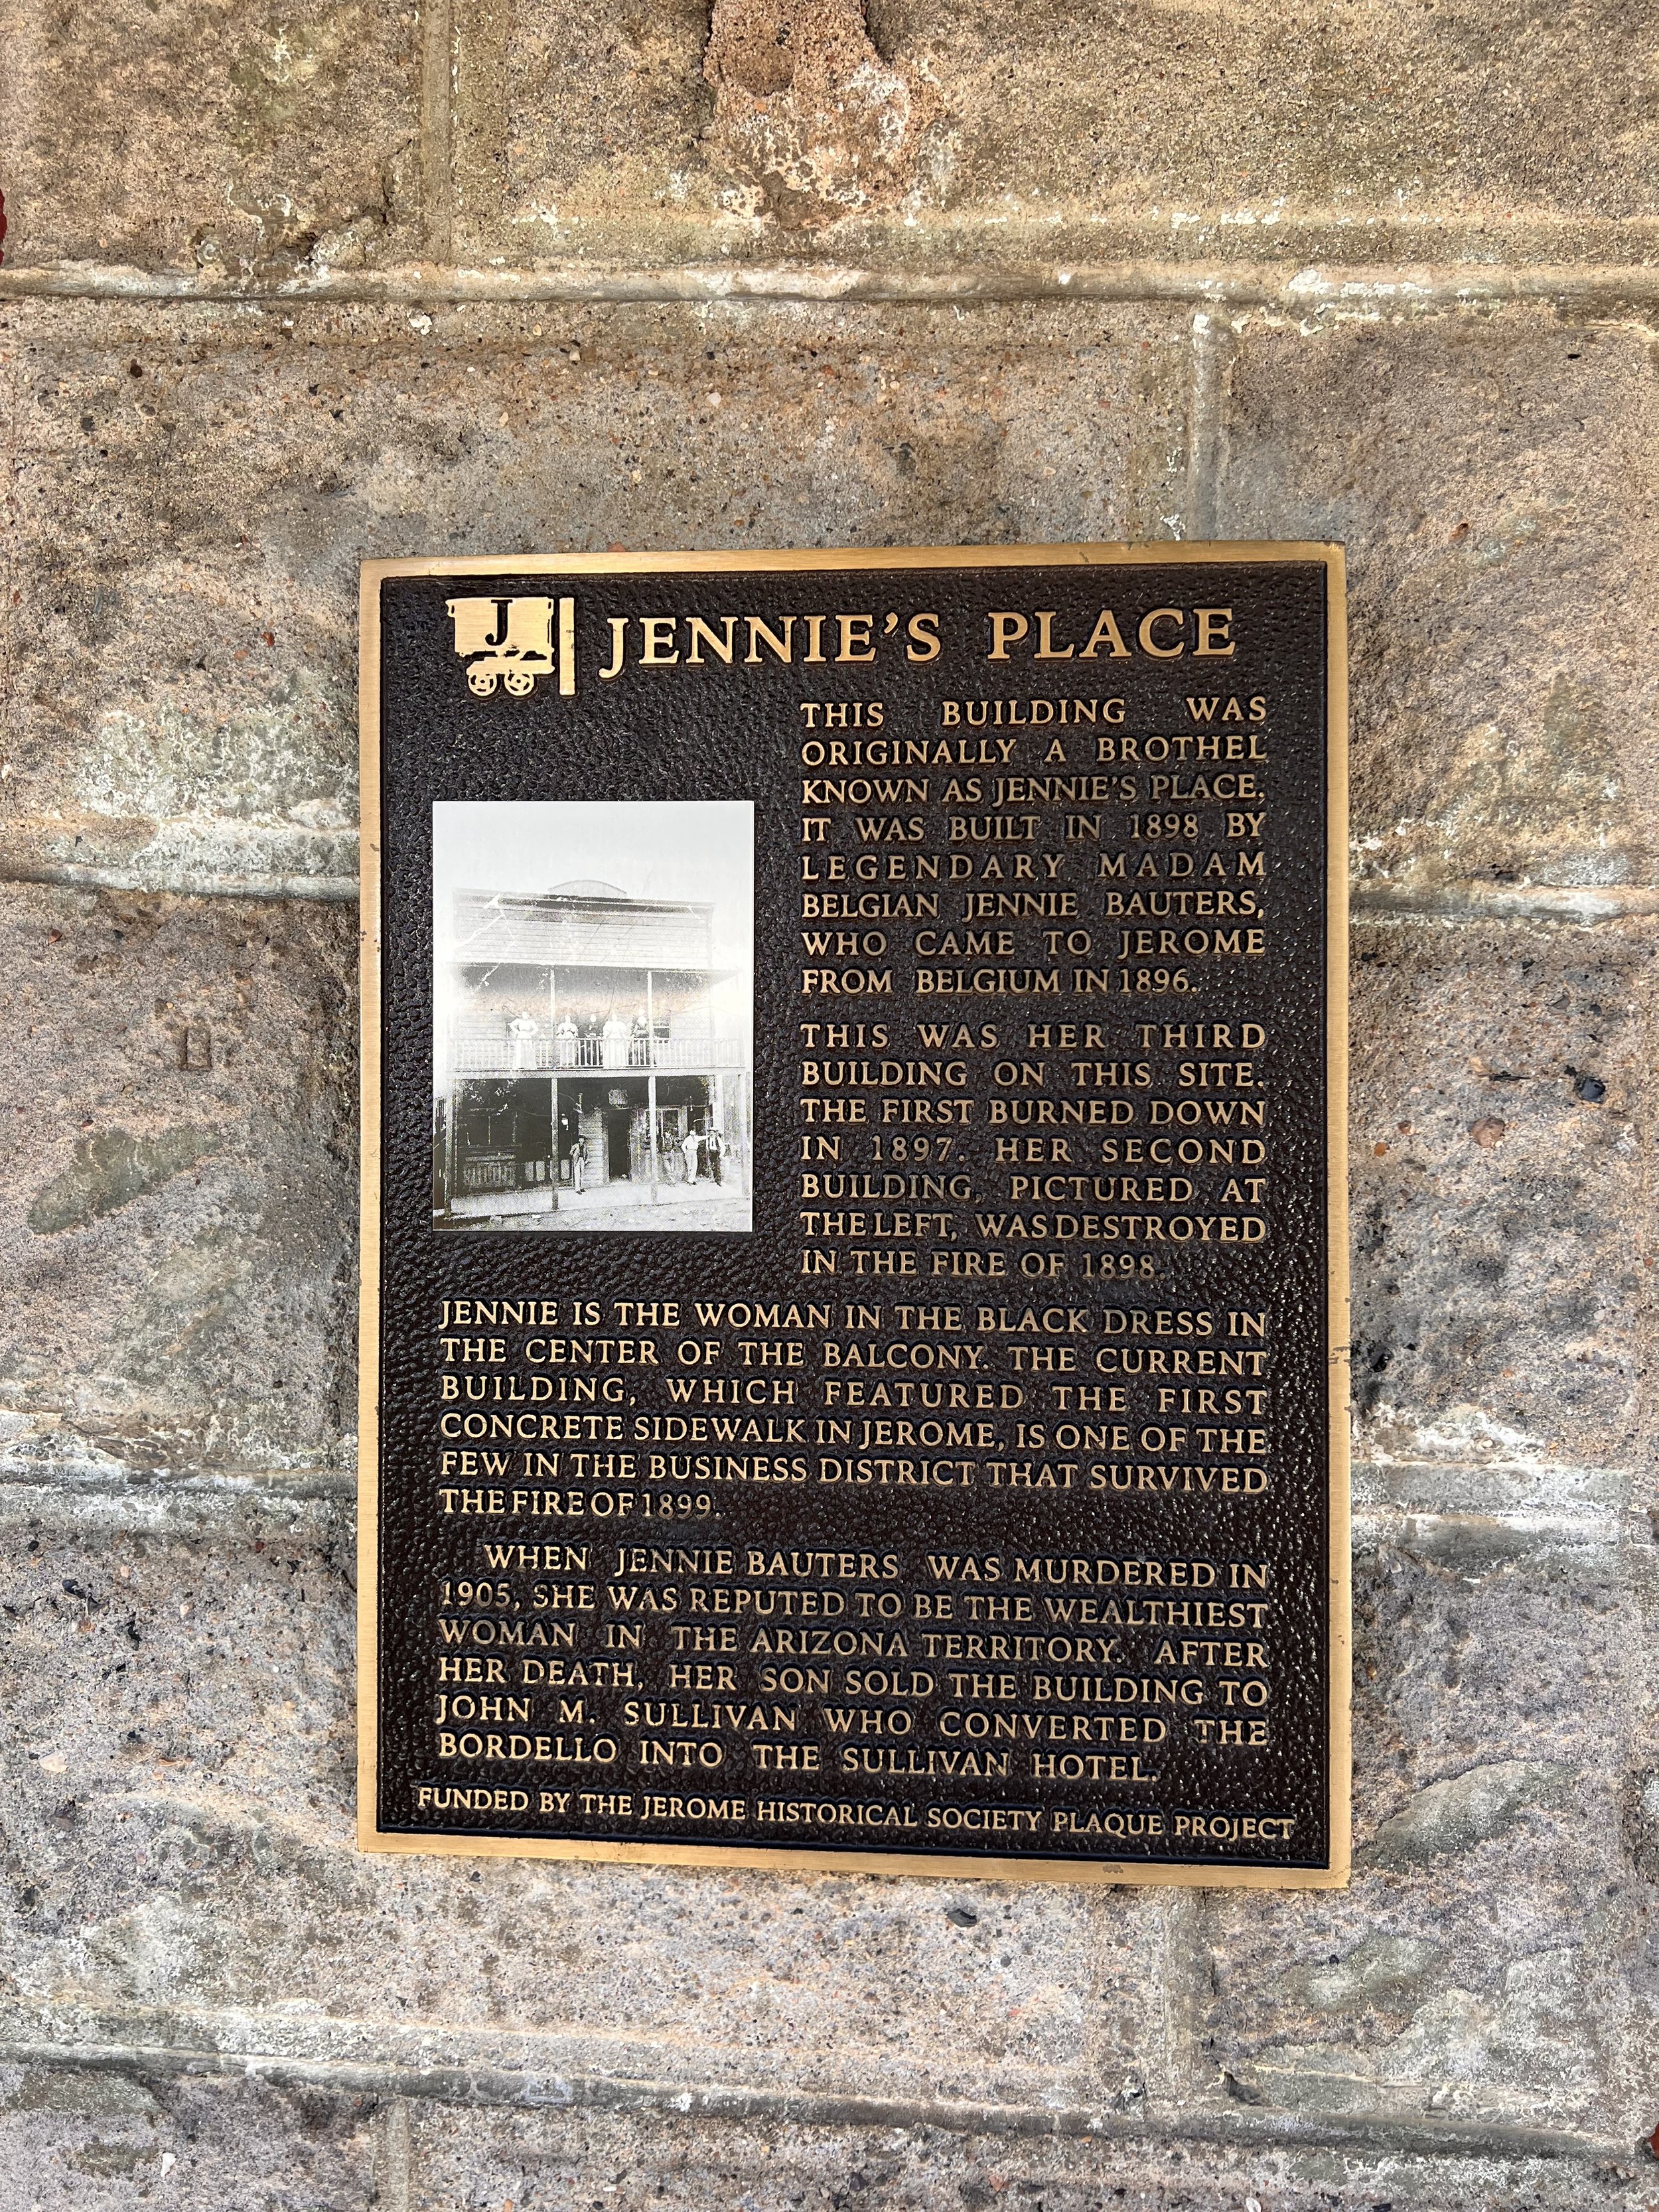 J
JENNIE'S PLACE
THIS BUILDING WAS
ORIGINALLY A BROTHEL
KNOWN AS JENNIE'S PLACE.
IT WAS BUILT IN 1898 BY
LEGENDARY MADAM
BELGIAN JENNIE BAUTERS,
WHO CAME TO JEROME
FROM BELGIUM IN 1896.
THIS WAS HER THIRD
BUILDING ON THIS SITE.
THE FIRST BURNED DOWN
IN 1897. HER SECOND
BUILDING, PICTURED AT
THE LEFT, WAS DESTROYED
IN THE FIRE OF 1898.
JENNIE IS THE WOMAN IN THE BLACK DRESS IN
THE CENTER OF THE BALCONY. THE CURRENT
BUILDING, WHICH FEATURED THE FIRST
CONCRETE SIDEWALK IN JEROME, IS ONE OF THE
FEW IN THE BUSINESS DISTRICT THAT SURVIVED
THE FIRE OF 1899.
WHEN JENNIE BAUTERS WAS MURDERED IN
1905, SHE WAS REPUTED TO BE THE WEALTHIEST
WOMAN IN THE ARIZONA TERRITORY. AFTER
HER DEATH, HER SON SOLD THE BUILDING TO
JOHN M. SULLIVAN WHO CONVERTED THE
BORDELLO INTO THE SULLIVAN HOTEL.
FUNDED BY THE JEROME HISTORICAL SOCIETY PLAQUE PROJECT